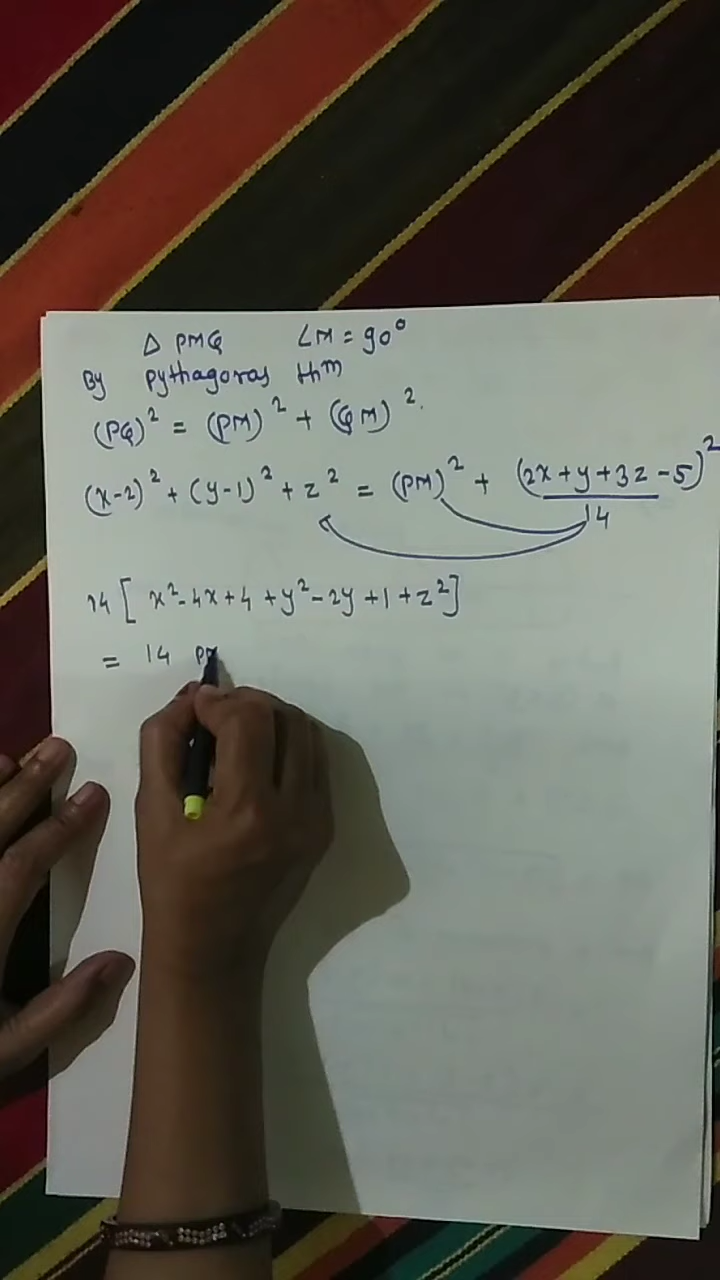 Δ PMQ ∠M = 90°
By pythagoras thm
(PQ)² = (PM)² + (QM)².
(x-2)² + (y-1)² + z² = (PM)² + (2x+y+3z-5)²
14
14 [ x²-4x+4+y²-2y+1+z²]
= 14 PM